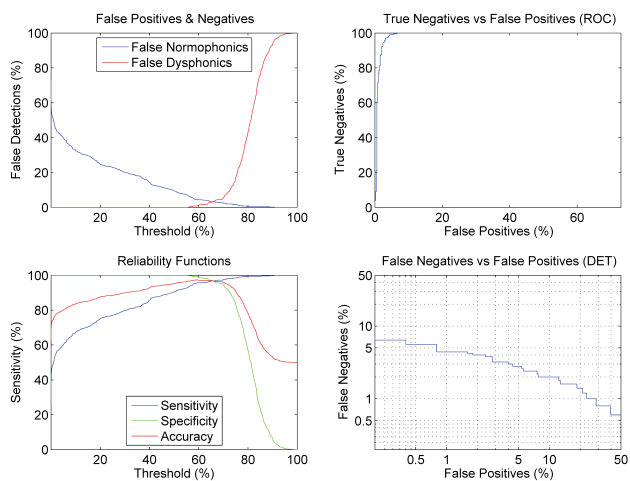 False Positives & Negatives
100
80
60
40
20
0
False Detections (%)
False Normophonics
False Dysphonics
20
40
60
80
100
Threshold (%)
True Negatives vs False Positives (ROC)
100
80
60
40
20
0
True Negatives (%)
0
20
40
60
False Positives (%)
Reliability Functions
100
80
60
40
20
0
Sensitivity (%)
Sensitivity
Specificity
Accuracy
20
40
60
80
100
Threshold (%)
False Negatives vs False Positives (DET)
50
10
5
1
0.5
False Negatives (%)
0.5
1
5
10
50
False Positives (%)